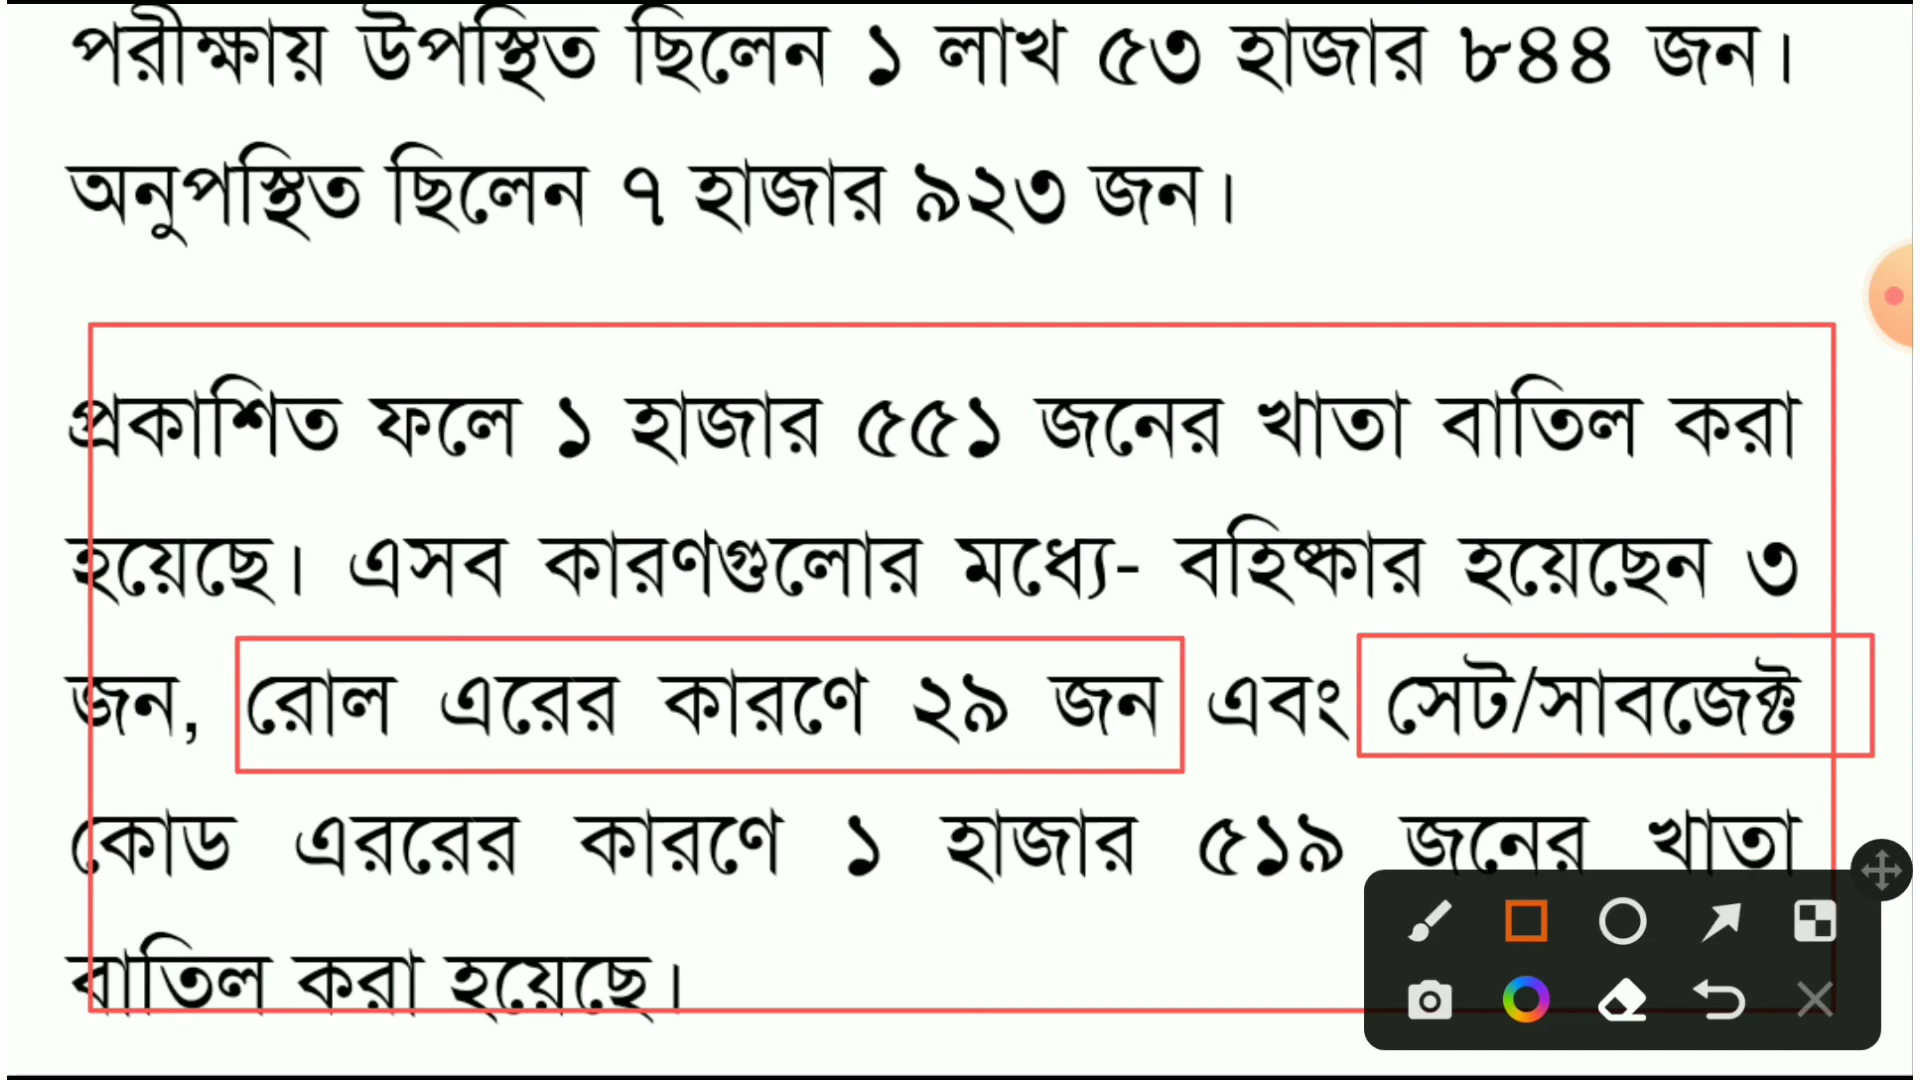 পরীক্ষায় উপস্থিত ছিলেন ১ লাখ ৫৩ হাজার ৮৪৪ জন।
অনুপস্থিত ছিলেন ৭ হাজার ৯২৩ জন।
প্রকাশিত ফলে ১ হাজার ৫৫১ জনের খাতা বাতিল করা
হয়েছে। এসব কারণগুলোর মধ্যে- বহিষ্কার হয়েছেন ৩
জন, রোল এরের কারণে ২৯ জন এবং সেট/সাবজেক্ট
কোড এররের কারণে ১ হাজার ৫১৯ জনের খাতা
বাতিল করা হয়েছে।